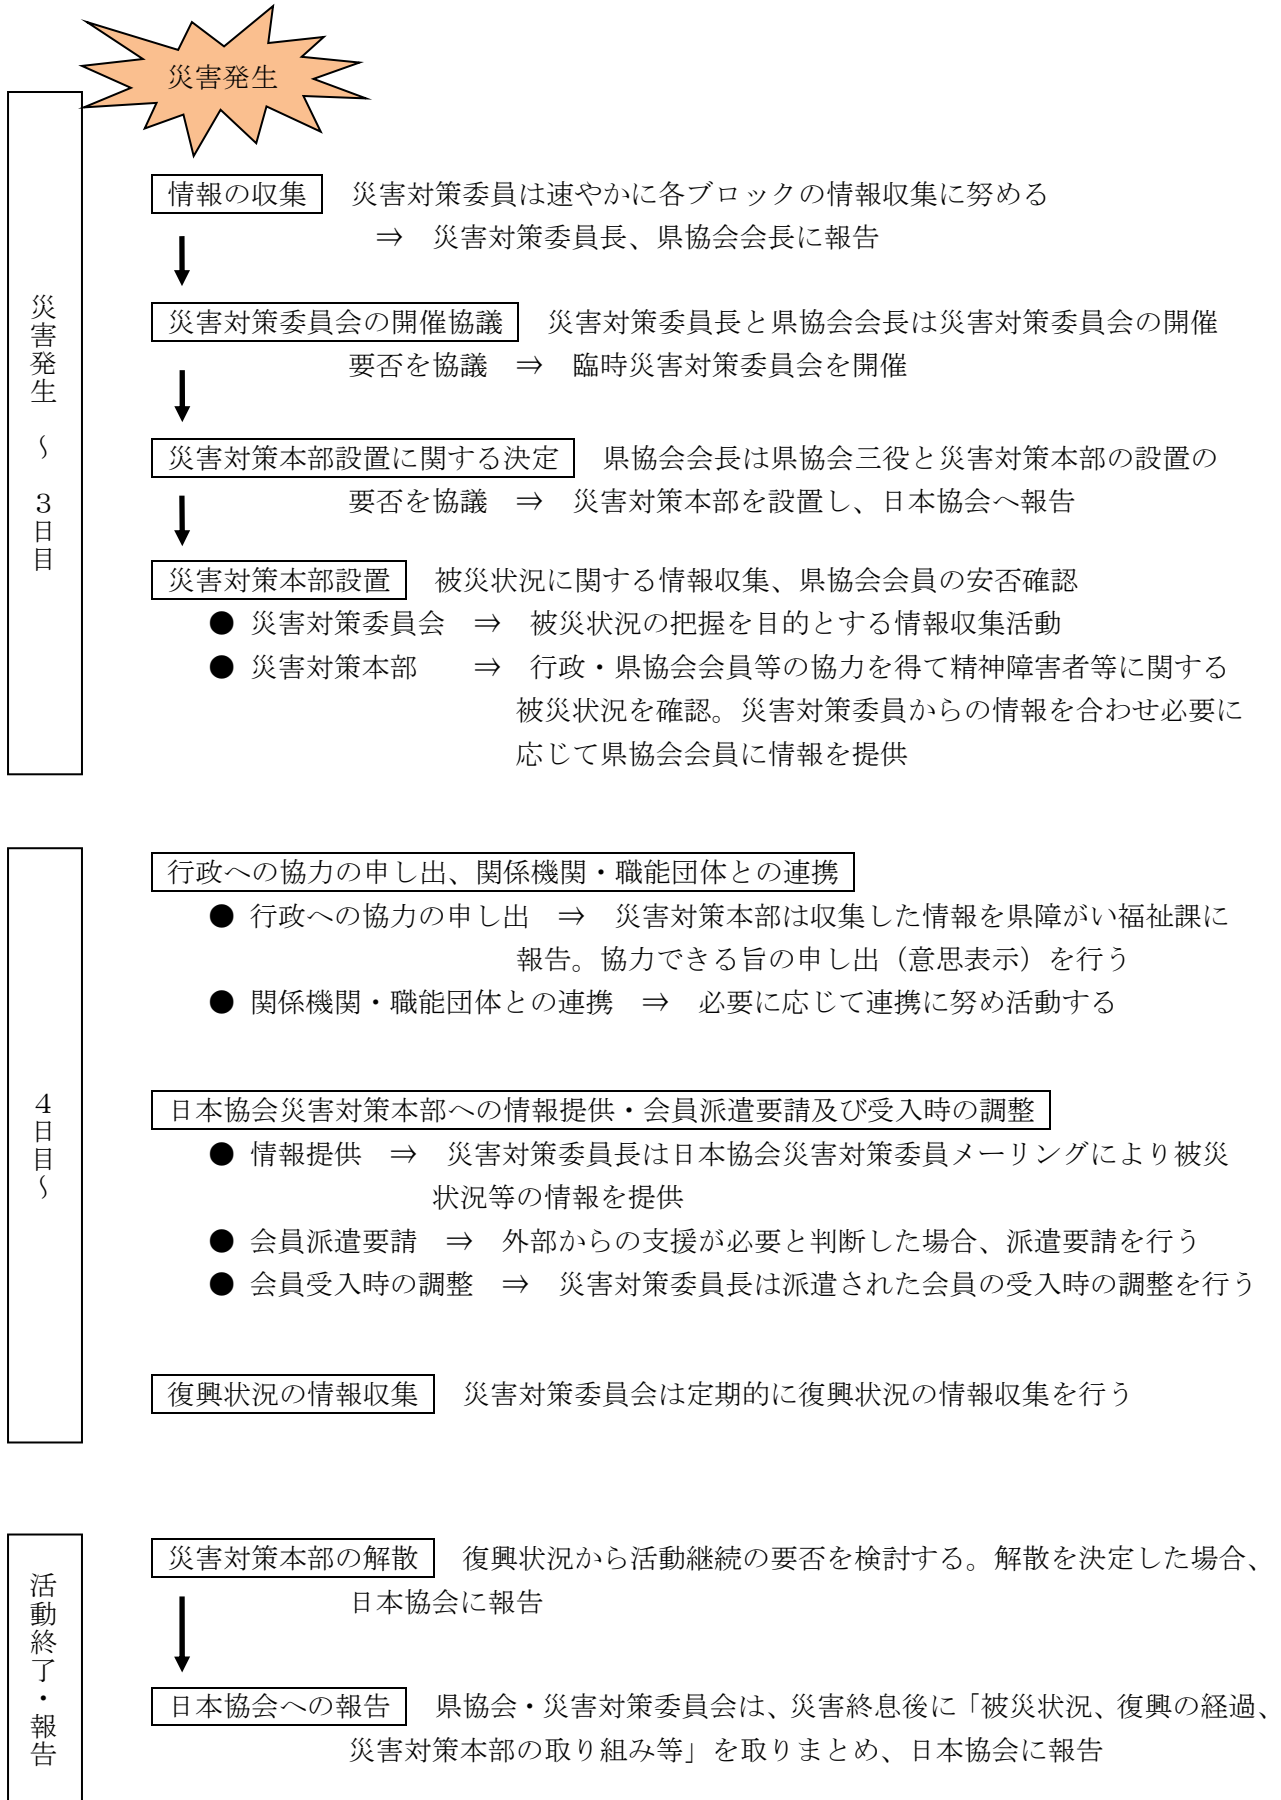 災害発生
災害発生 ～ 3日目
情報の収集 災害対策委員は速やかに各ブロックの情報収集に努める
⇒ 災害対策委員長、県協会会長に報告
災害対策委員会の開催協議 災害対策委員長と県協会会長は災害対策委員会の開催
要否を協議 ⇒ 臨時災害対策委員会を開催
災害対策本部設置に関する決定 県協会会長は県協会三役と災害対策本部の設置の
要否を協議 ⇒ 災害対策本部を設置し、日本協会へ報告
災害対策本部設置 被災状況に関する情報収集、県協会会員の安否確認
● 災害対策委員会 ⇒ 被災状況の把握を目的とする情報収集活動
● 災害対策本部 ⇒ 行政・県協会会員等の協力を得て精神障害者等に関する
被災状況を確認。災害対策委員からの情報を合わせ必要に
応じて県協会会員に情報を提供
4日目～
行政への協力の申し出、関係機関・職能団体との連携
● 行政への協力の申し出 ⇒ 災害対策本部は収集した情報を県障がい福祉課に
報告。協力できる旨の申し出（意思表示）を行う
● 関係機関・職能団体との連携 ⇒ 必要に応じて連携に努め活動する
日本協会災害対策本部への情報提供・会員派遣要請及び受入時の調整
● 情報提供 ⇒ 災害対策委員長は日本協会災害対策委員メーリングにより被災
状況等の情報を提供
● 会員派遣要請 ⇒ 外部からの支援が必要と判断した場合、派遣要請を行う
● 会員受入時の調整 ⇒ 災害対策委員長は派遣された会員の受入時の調整を行う
復興状況の情報収集 災害対策委員会は定期的に復興状況の情報収集を行う
活動終了・報告
災害対策本部の解散 復興状況から活動継続の要否を検討する。解散を決定した場合、
日本協会に報告
日本協会への報告 県協会・災害対策委員会は、災害終息後に「被災状況、復興の経過、
災害対策本部の取り組み等」を取りまとめ、日本協会に報告